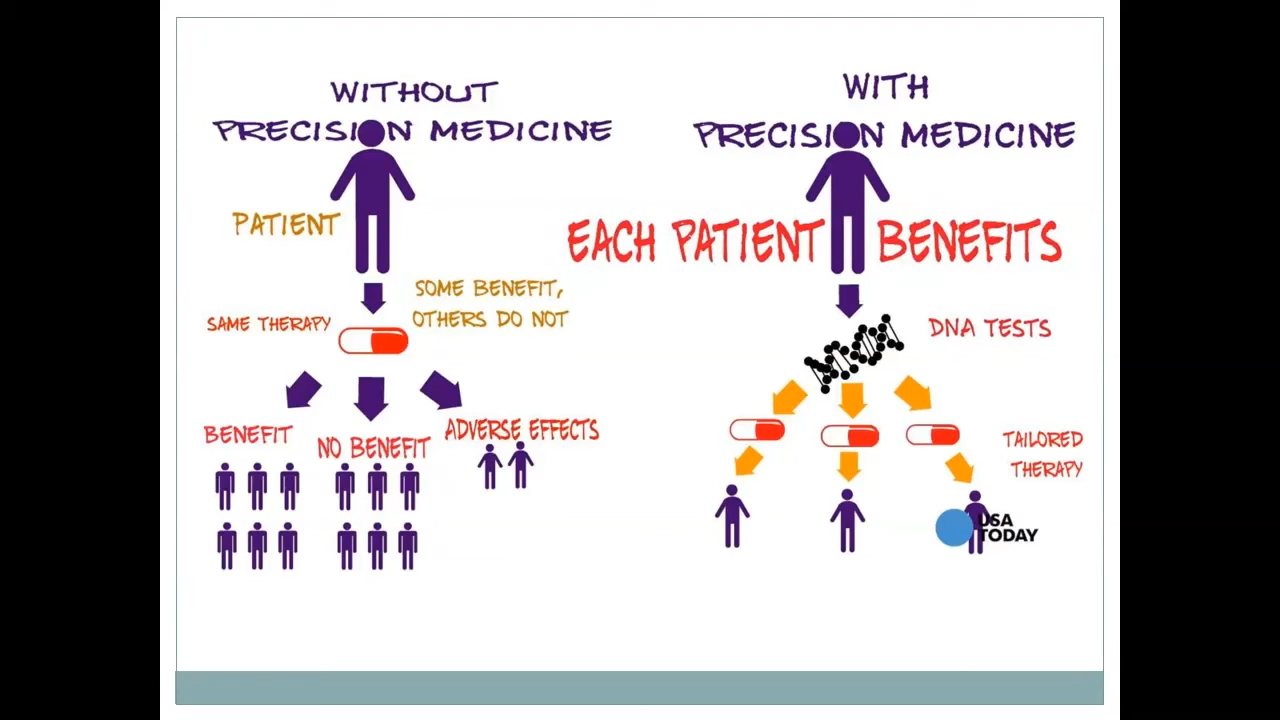 WITHOUT
PRECISION MEDICINE
PATIENT
SOME BENEFIT,
OTHERS DO NOT
SAME THERAPY
BENEFIT
NO BENEFIT
ADVERSE EFFECTS
WITH
PRECISION MEDICINE
EACH PATIENT BENEFITS
DNA TESTS
TAILORED
THERAPY
USA
TODAY